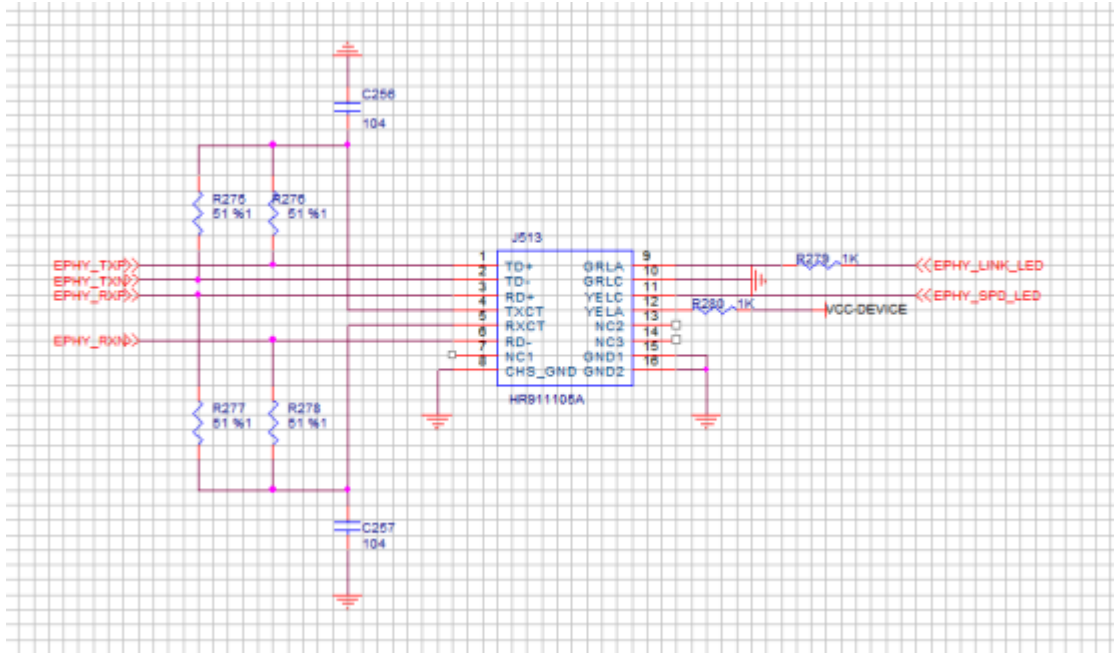 C256
104
R275
51 %1
R276
51 %1
J513
EPHY_TXP
EPHY_TXN
EPHY_RXP
EPHY_RXN
1
2
3
4
5
6
7
8
TD+
TD-
RD+
TXCT
RXCT
RD-
NC1
CHS_GND
GRLA
GRLC
YELC
YELA
NC2
NC3
GND1
GND2
9
10
11
12
13
14
15
16
R279 1K
EPHY_LINK_LED
EPHY_SPD_LED
R280 1K
VCC-DEVICE
HR911105A
R277
51 %1
R278
51 %1
C257
104